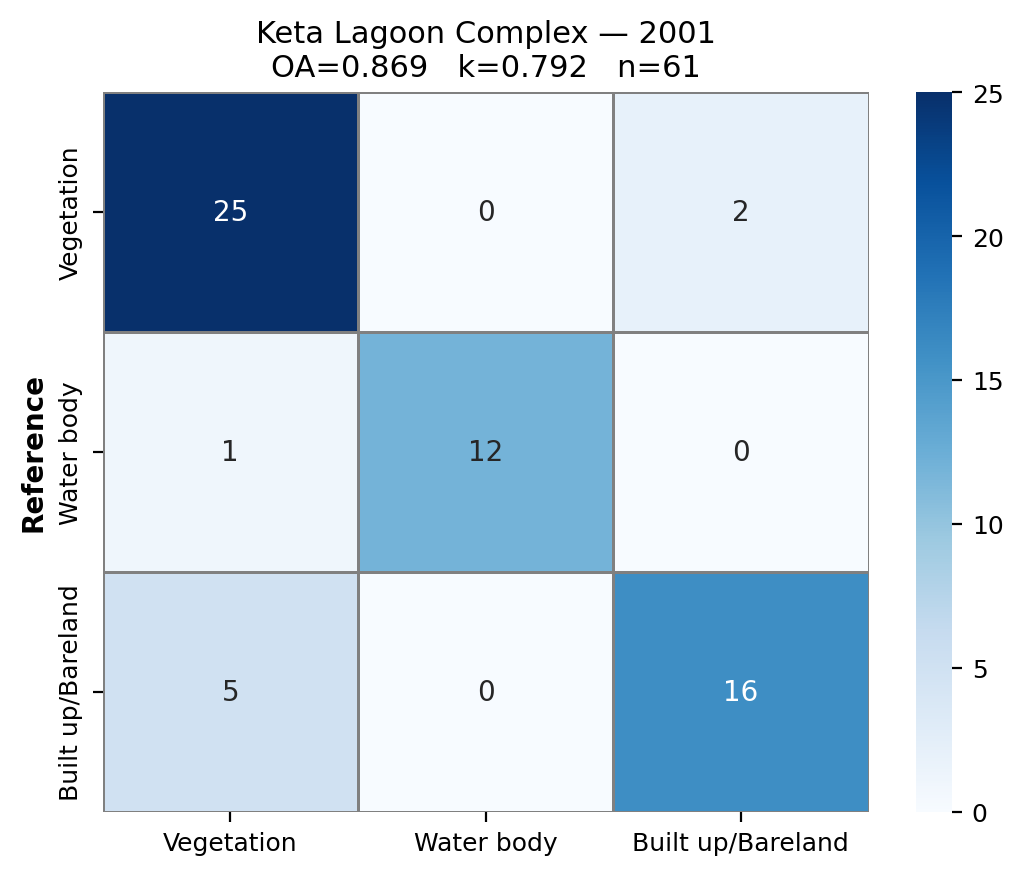 Keta Lagoon Complex — 2001
OA=0.869   k=0.792   n=61
Reference
Vegetation
25
0
2
Water body
1
12
0
Built up/Bareland
5
0
16
Vegetation
Water body
Built up/Bareland
25
20
15
10
5
0